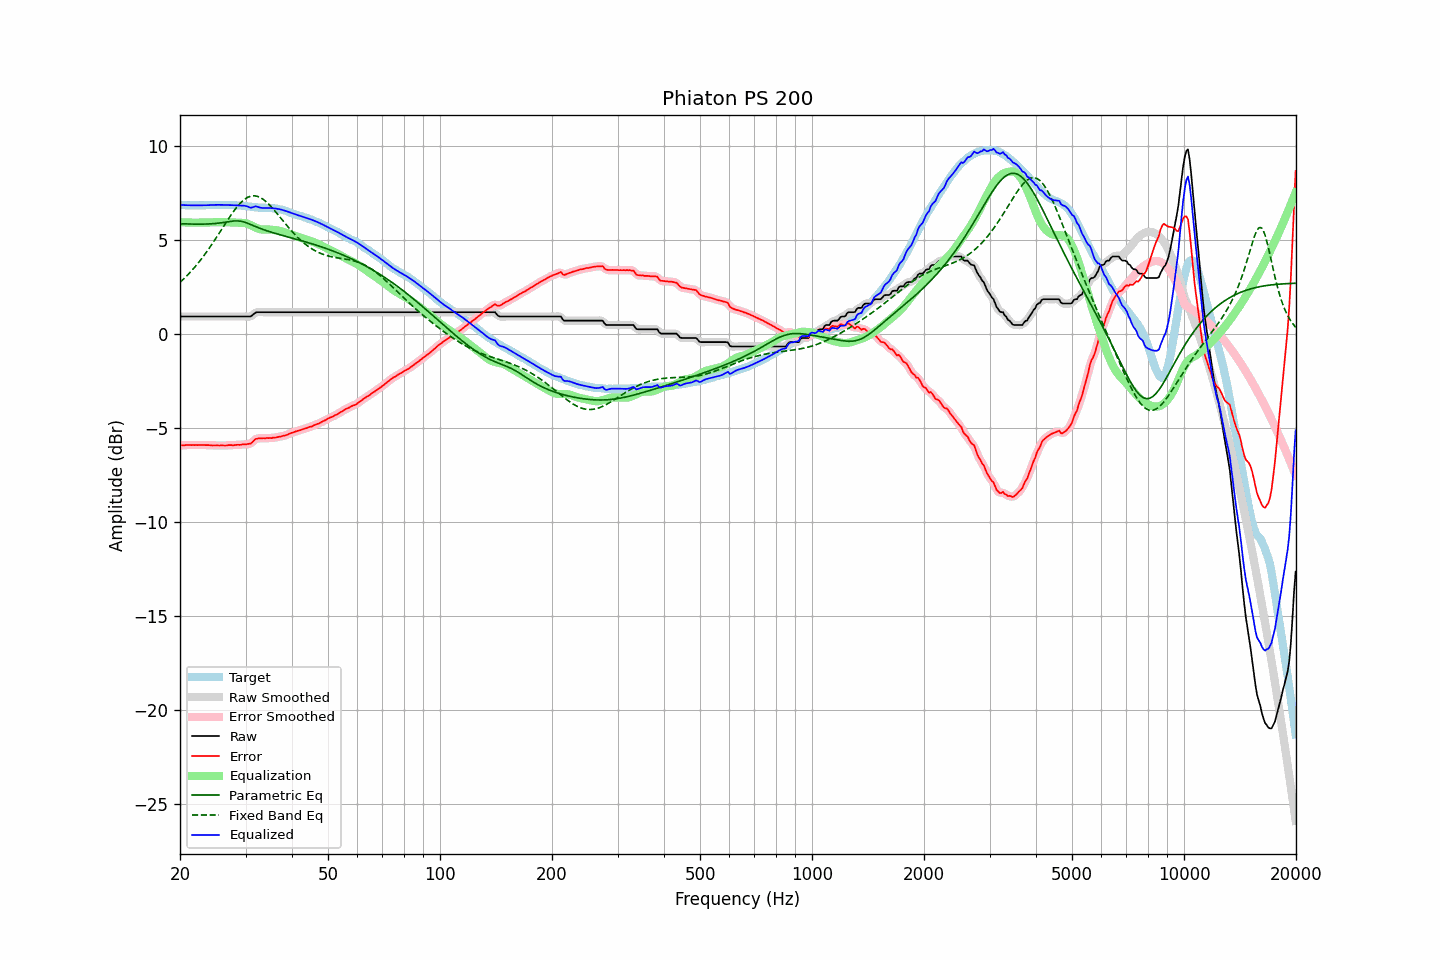 Phiaton PS 200
10
5
0
−5
−10
−15
−20
−25
Amplitude (dBr)
Target
Raw Smoothed
Error Smoothed
Raw
Error
Equalization
Parametric Eq
Fixed Band Eq
Equalized
20 50 100 200 500 1000 2000 5000 10000 20000
Frequency (Hz)